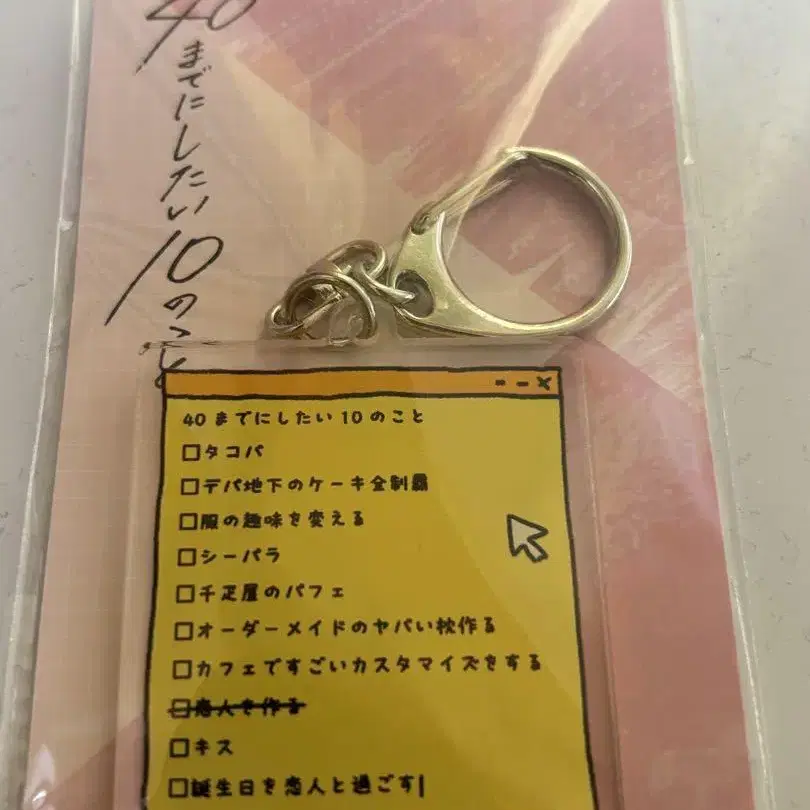 40までにしたい10のこと
40までにしたい10のこと
□タコパ
□デパ地下のケーキ全制覇
□服の趣味を変える
□シーパラ
□千疋屋のパフェ
□オーダーメイドのヤバい枕作る
□カフェですごいカスタマイズをする
□恋人を作る
□キス
□誕生日を恋人と過ごす